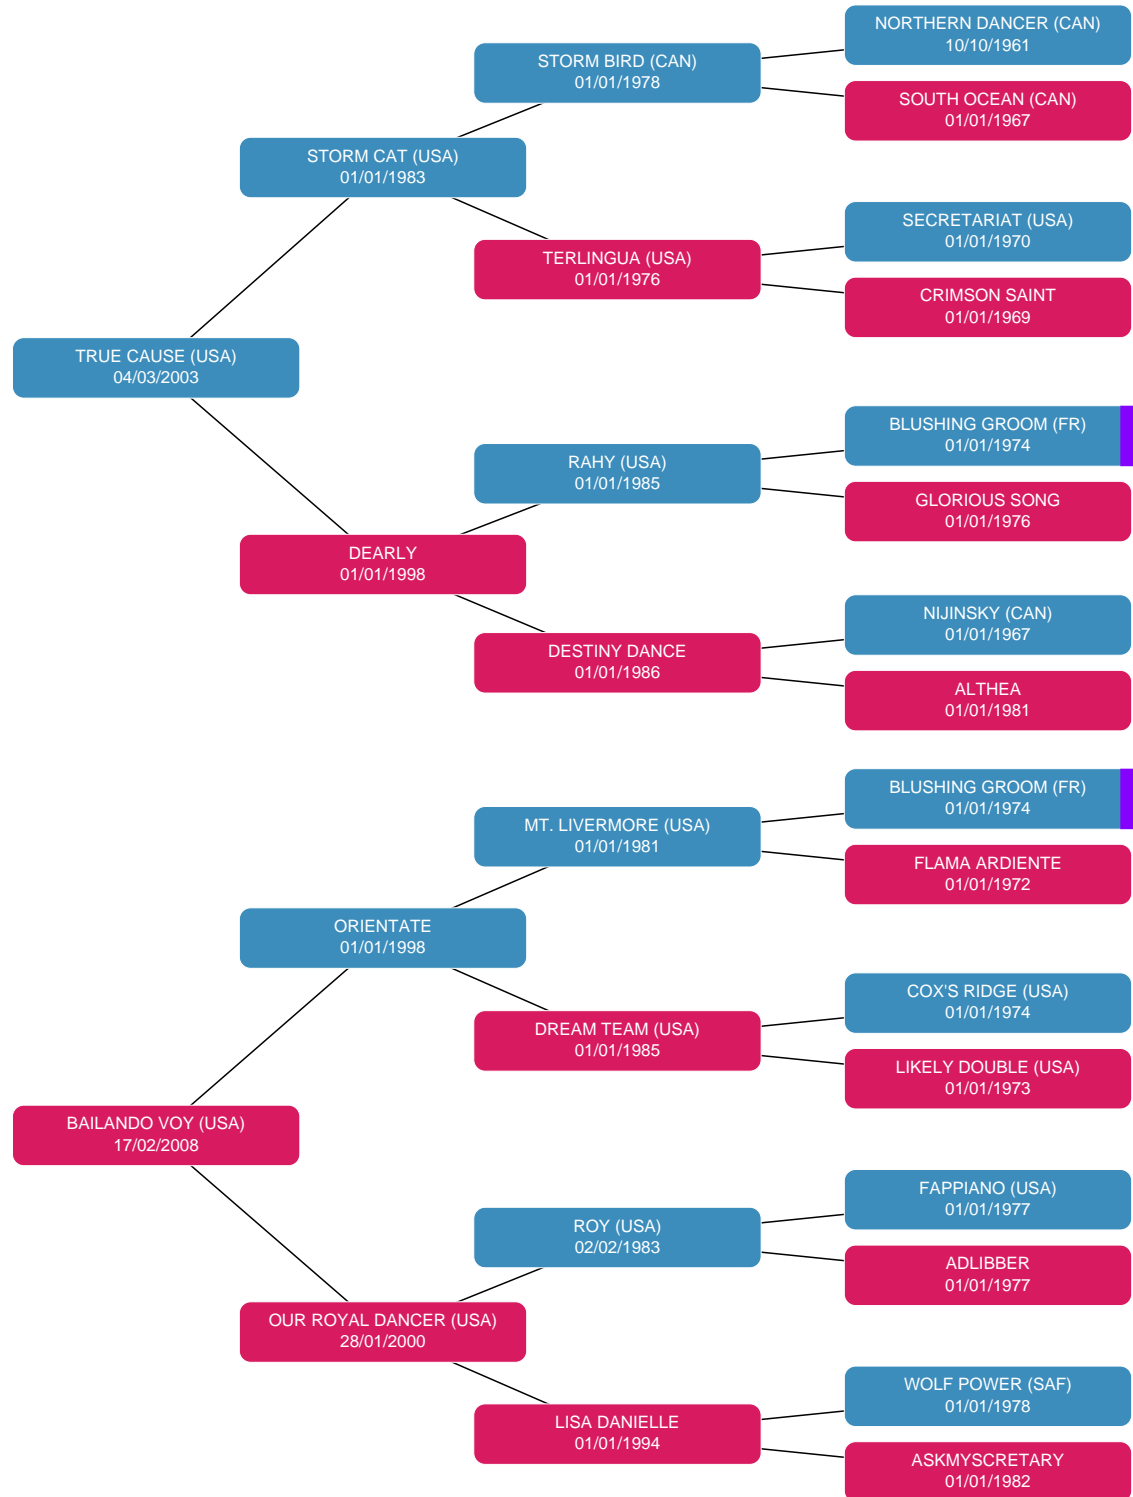 NORTHERN DANCER (CAN)
10/10/1961
STORM BIRD (CAN)
01/01/1978
SOUTH OCEAN (CAN)
01/01/1967
STORM CAT (USA)
01/01/1983
SECRETARIAT (USA)
01/01/1970
TERLINGUA (USA)
01/01/1976
CRIMSON SAINT
01/01/1969
TRUE CAUSE (USA)
04/03/2003
BLUSHING GROOM (FR)
01/01/1974
RAHY (USA)
01/01/1985
GLORIOUS SONG
01/01/1976
DEARLY
01/01/1998
NIJINSKY (CAN)
01/01/1967
DESTINY DANCE
01/01/1986
ALTHEA
01/01/1981
BLUSHING GROOM (FR)
01/01/1974
MT. LIVERMORE (USA)
01/01/1981
FLAMA ARDIENTE
01/01/1972
ORIENTATE
01/01/1998
COX'S RIDGE (USA)
01/01/1974
DREAM TEAM (USA)
01/01/1985
LIKELY DOUBLE (USA)
01/01/1973
BAILANDO VOY (USA)
17/02/2008
FAPPIANO (USA)
01/01/1977
ROY (USA)
02/02/1983
ADLIBBER
01/01/1977
OUR ROYAL DANCER (USA)
28/01/2000
WOLF POWER (SAF)
01/01/1978
LISA DANIELLE
01/01/1994
ASKMYSCRETARY
01/01/1982